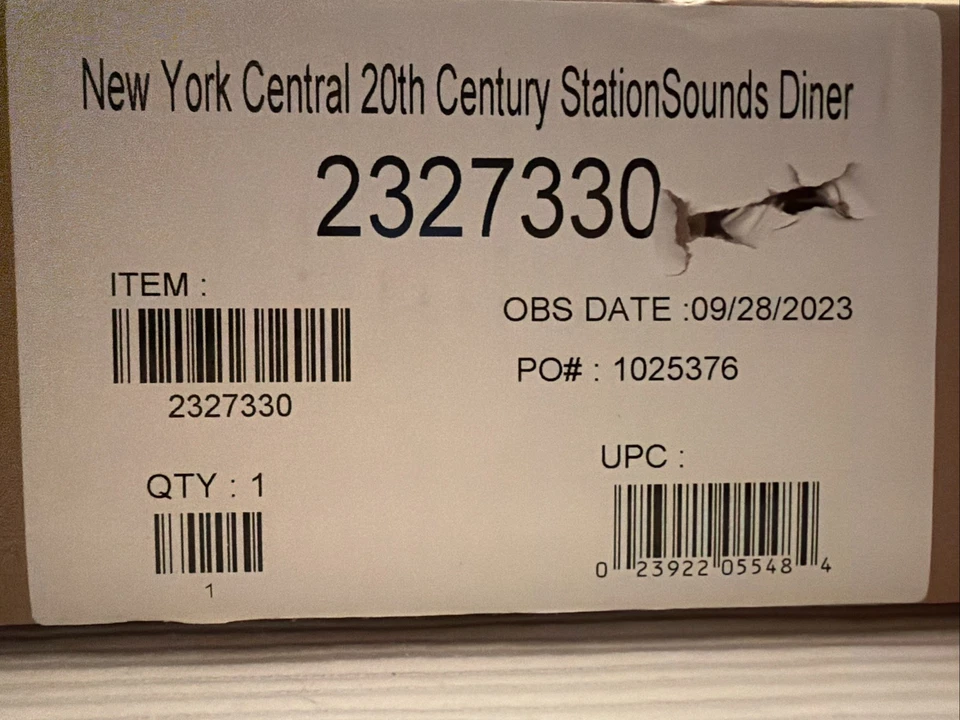 New York Central 20th Century StationSounds Diner
2327330
ITEM :
2327330
OBS DATE :09/28/2023
PO# : 1025376
QTY : 1
1
UPC :
0 23922 05548 4